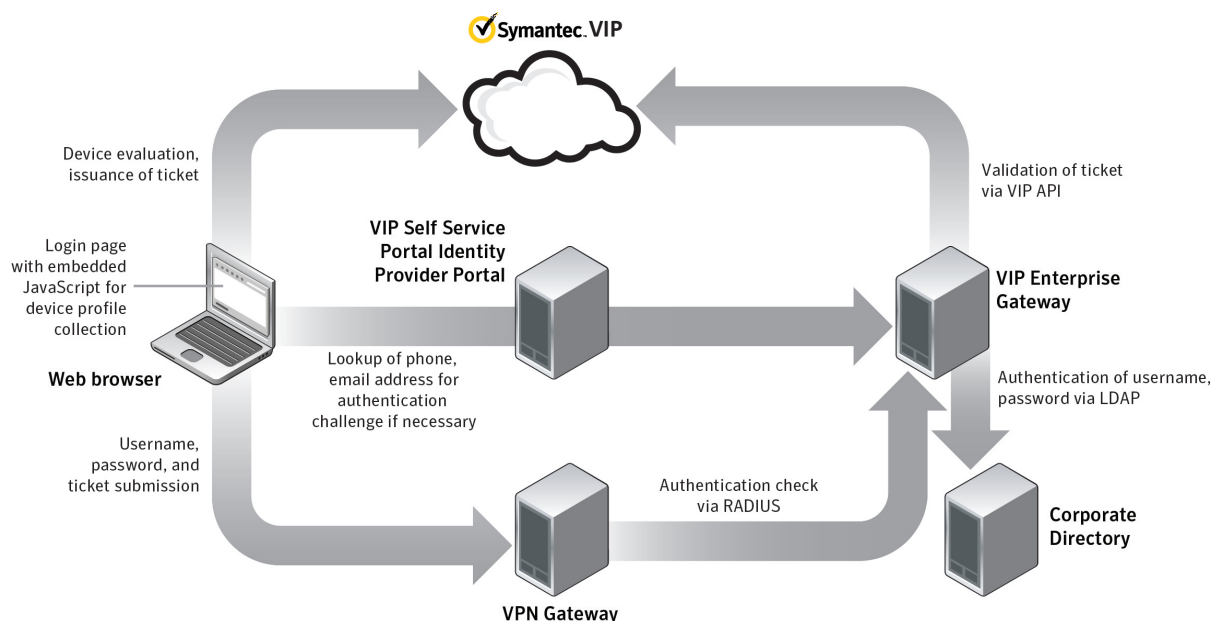 Symantec. VIP
Device evaluation,
issuance of ticket
Validation of ticket
via VIP API
Login page
with embedded
JavaScript for
device profile
collection
Web browser
VIP Self Service
Portal Identity
Provider Portal
VIP Enterprise
Gateway
Lookup of phone,
email address for
authentication
challenge if necessary
Authentication of username,
password via LDAP
Username,
password, and
ticket submission
Authentication check
via RADIUS
VPN Gateway
Corporate
Directory